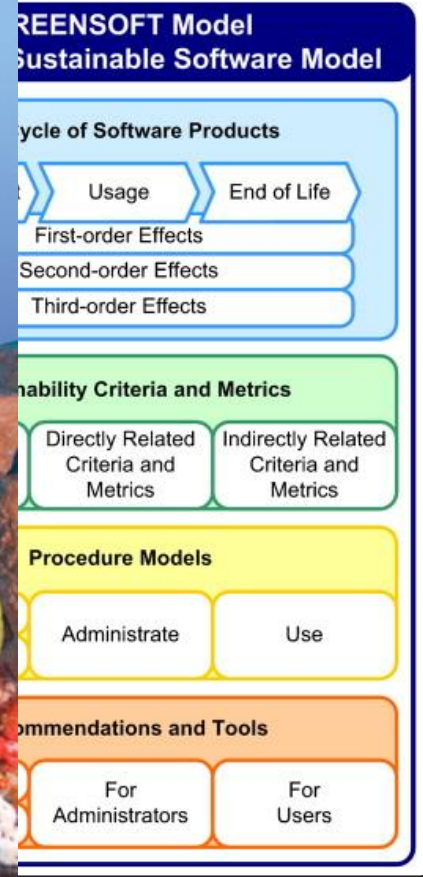 REENSOFT Model
Sustainable Software Model
ycle of Software Products
t
Usage
End of Life
First-order Effects
Second-order Effects
Third-order Effects
nability Criteria and Metrics
Directly Related
Criteria and
Metrics
Indirectly Related
Criteria and
Metrics
Procedure Models
Administrate
Use
ommendations and Tools
For
Administrators
For
Users